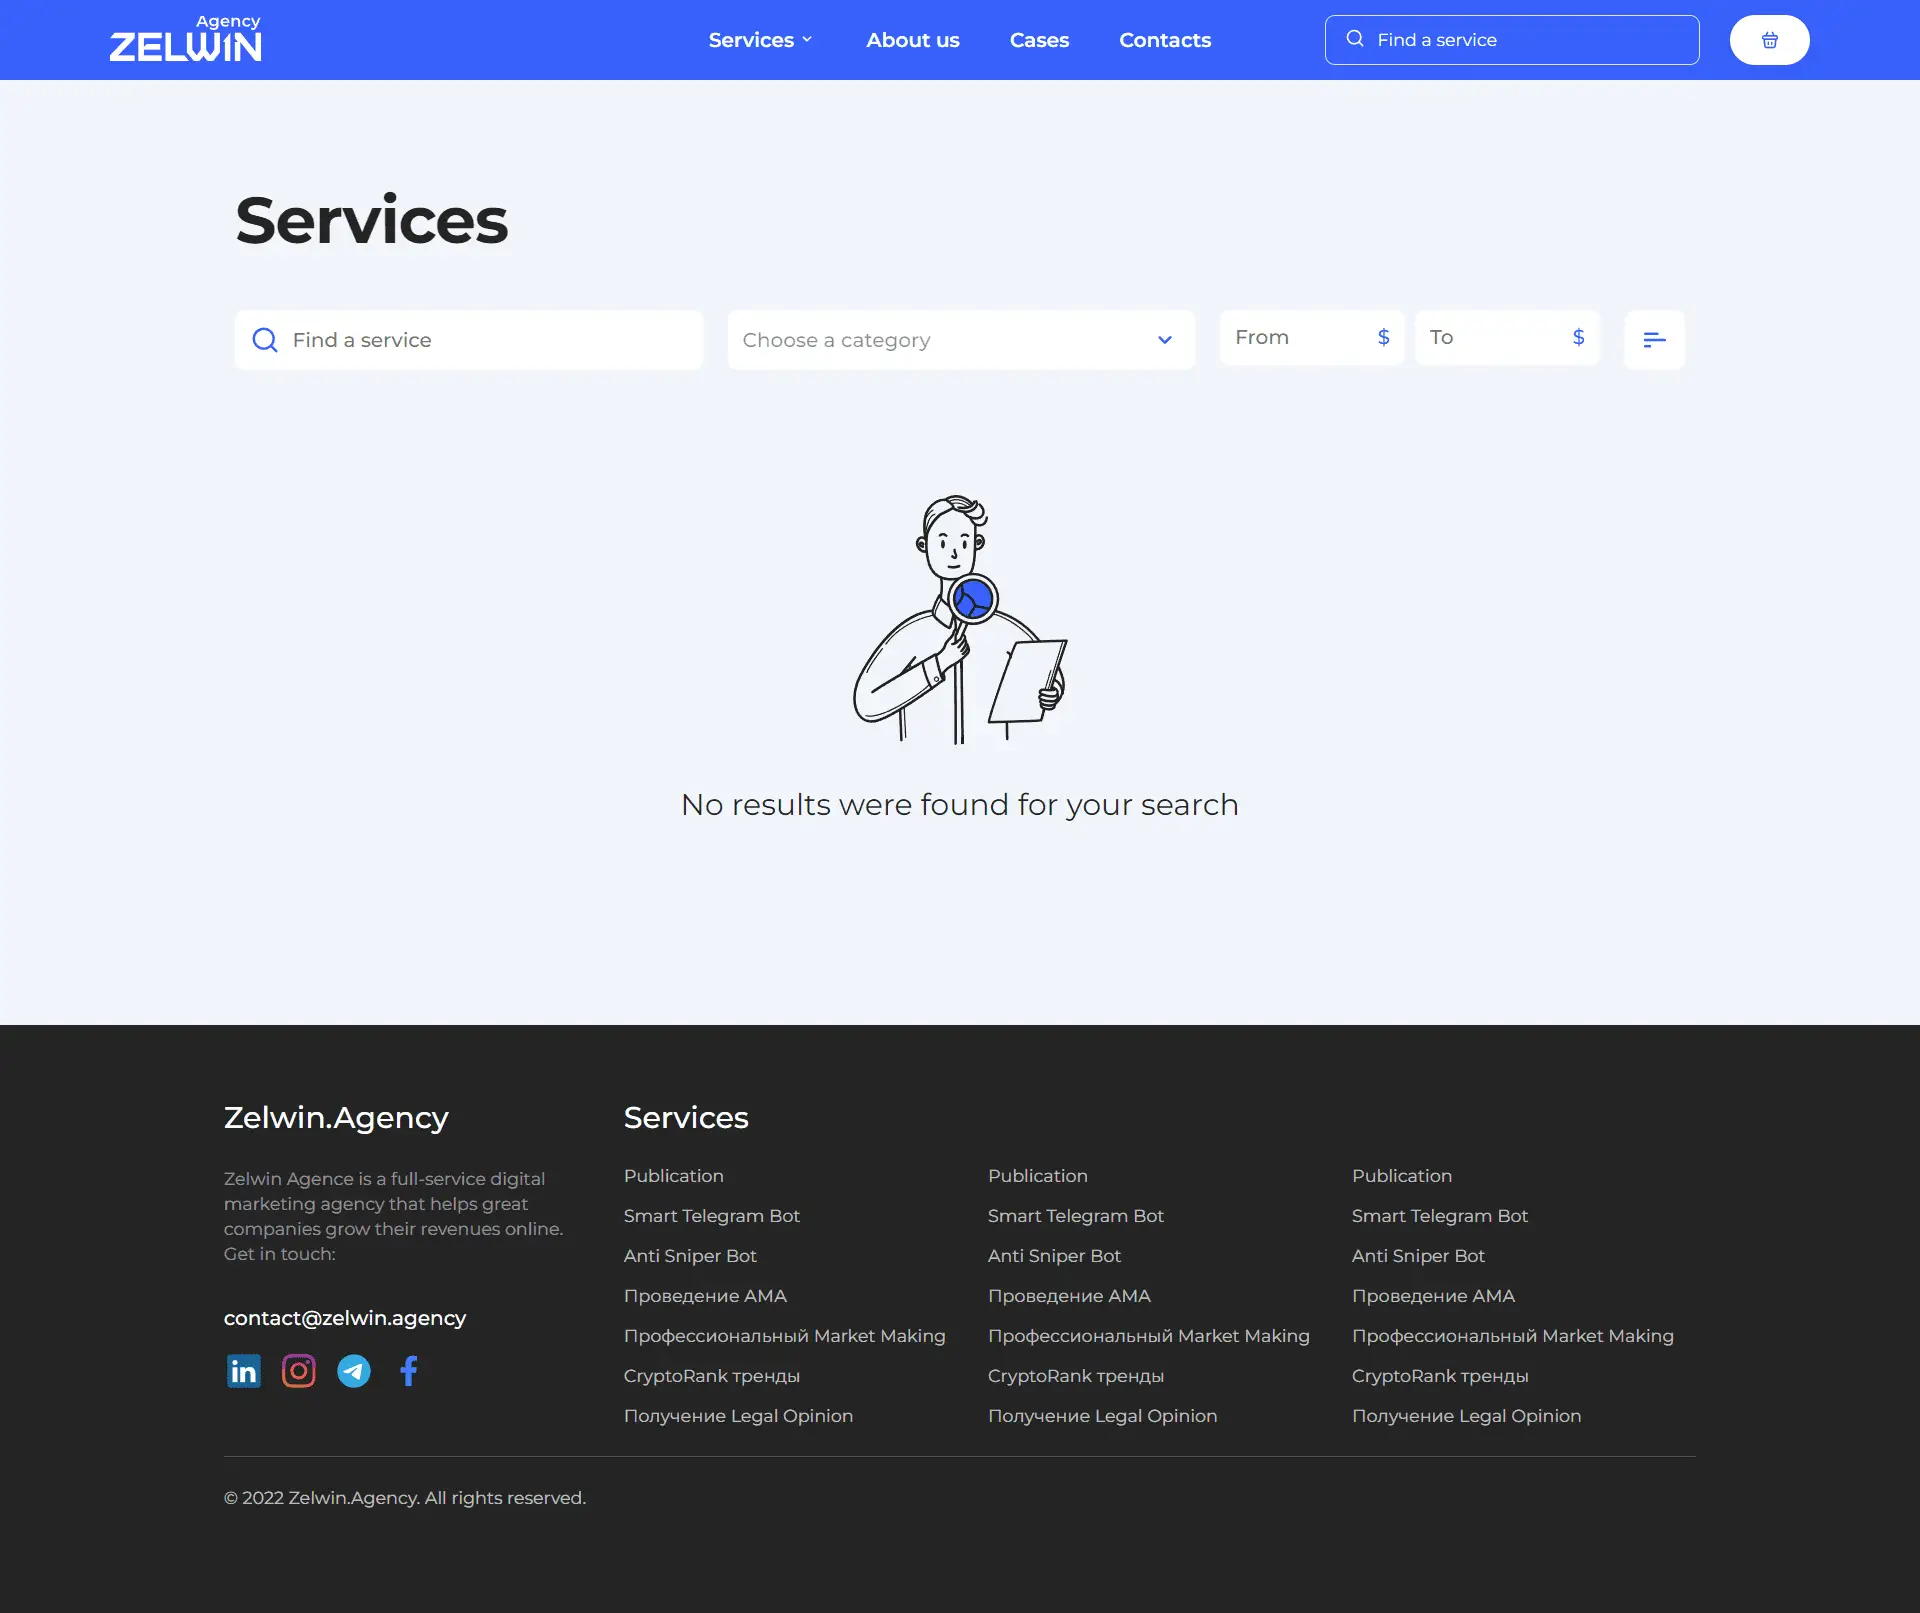 Agency
ZELWIN
Services
About us
Cases
Contacts
Find a service
Services
Find a service
Choose a category
From
$
To
$
No results were found for your search
Zelwin.Agency
Zelwin Agence is a full-service digital
marketing agency that helps great
companies grow their revenues online.
Get in touch:
contact@zelwin.agency
in
Services
Publication
Smart Telegram Bot
Anti Sniper Bot
Проведение AMA
Профессиональный Market Making
CryptoRank тренды
Получение Legal Opinion
Publication
Smart Telegram Bot
Anti Sniper Bot
Проведение AMA
Профессиональный Market Making
CryptoRank тренды
Получение Legal Opinion
Publication
Smart Telegram Bot
Anti Sniper Bot
Проведение AMA
Профессиональный Market Making
CryptoRank тренды
Получение Legal Opinion
© 2022 Zelwin.Agency. All rights reserved.